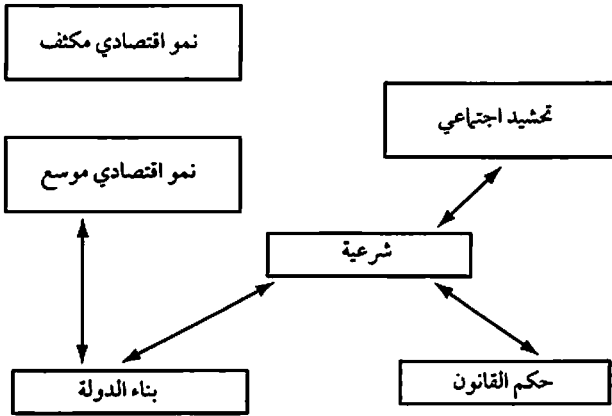 نمو اقتصادي مكثف
تحشيد اجتماعي
نمو اقتصادي موسع
شرعية
حكم القانون
بناء الدولة